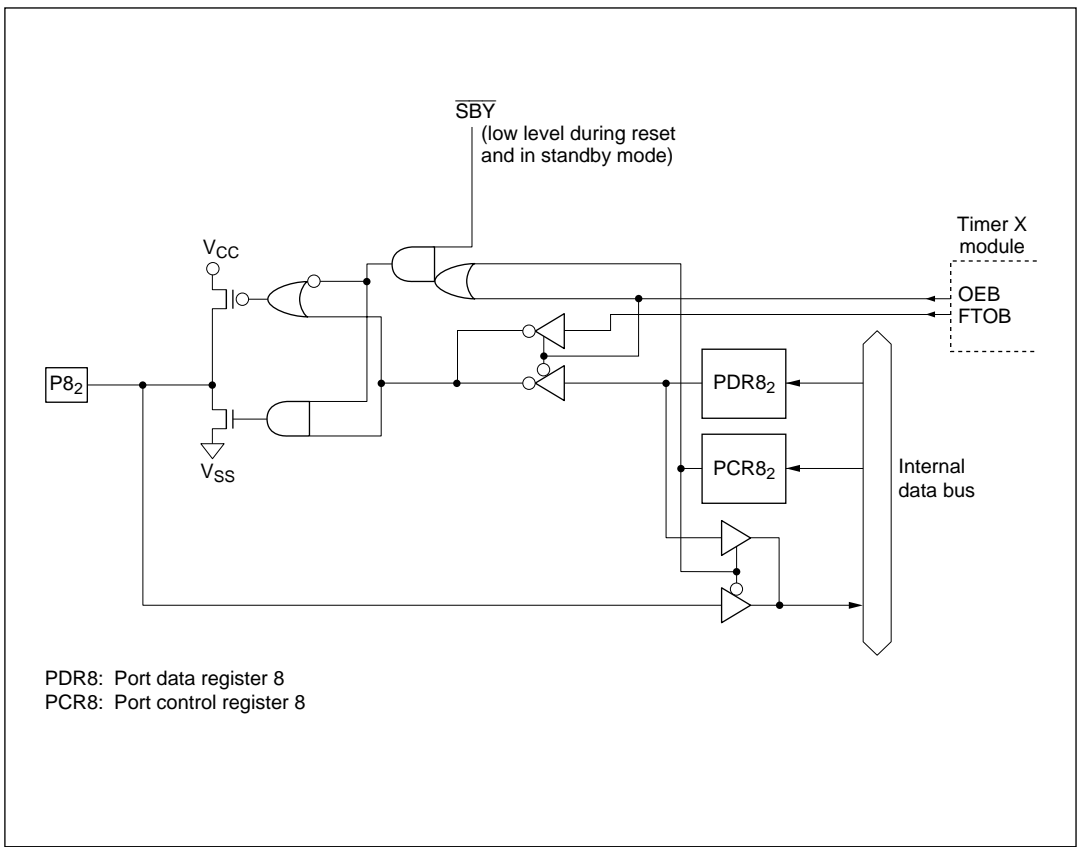 SBY
(low level during reset
and in standby mode)
Timer X
module
VCC
OEB
FTOB
P82
PDR82
VSS
PCR82
Internal
data bus
PDR8: Port data register 8
PCR8: Port control register 8